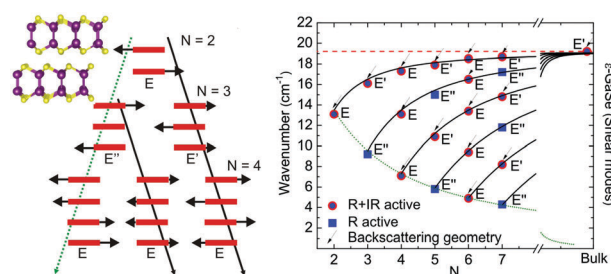 N = 2
E
N = 3
E"
E'
N = 4
Wavenumber (cm⁻¹)
22
20
18
16
14
12
10
8
6
4
2
E
E'
E
E'
E
E'
E'
E"
E
E"
E
E"
E
E'
E
E'
E
E"
E"
E
E'
E
E"
R+IR active
R active
Backscattering geometry
2 3 4 5 6 7
Bulk
N